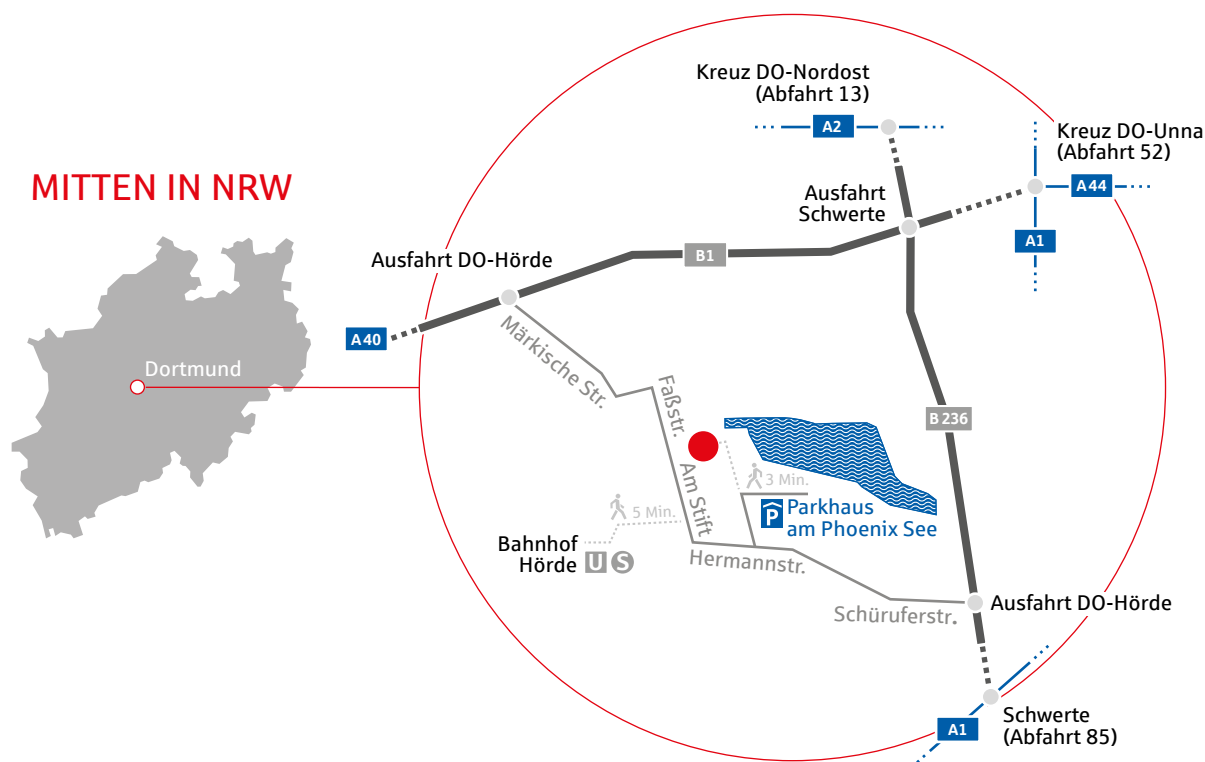 MITTEN IN NRW
Dortmund
Kreuz DO-Nordost
(Abfahrt 13)
A2
Kreuz DO-Unna
(Abfahrt 52)
A44
A1
Ausfahrt
Schwerte
Ausfahrt DO-Hörde
B1
A40
Märkische Str.
Faßstr.
B 236
Am Stift
3 Min.
5 Min.
P
Parkhaus
am Phoenix See
Bahnhof
Hörde U S
Hermannstr.
Schüruferstr.
Ausfahrt DO-Hörde
A1
Schwerte
(Abfahrt 85)